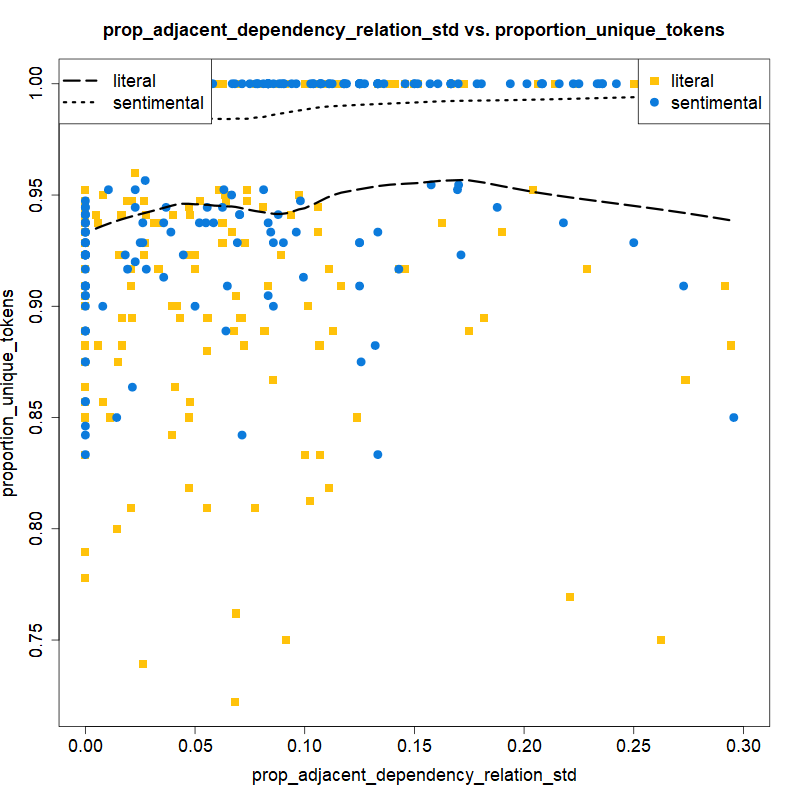 prop_adjacent_dependency_relation_std vs. proportion_unique_tokens
literal
sentimental
literal
sentimental
proportion_unique_tokens
1.00
0.95
0.90
0.85
0.80
0.75
0.00 0.05 0.10 0.15 0.20 0.25 0.30
prop_adjacent_dependency_relation_std